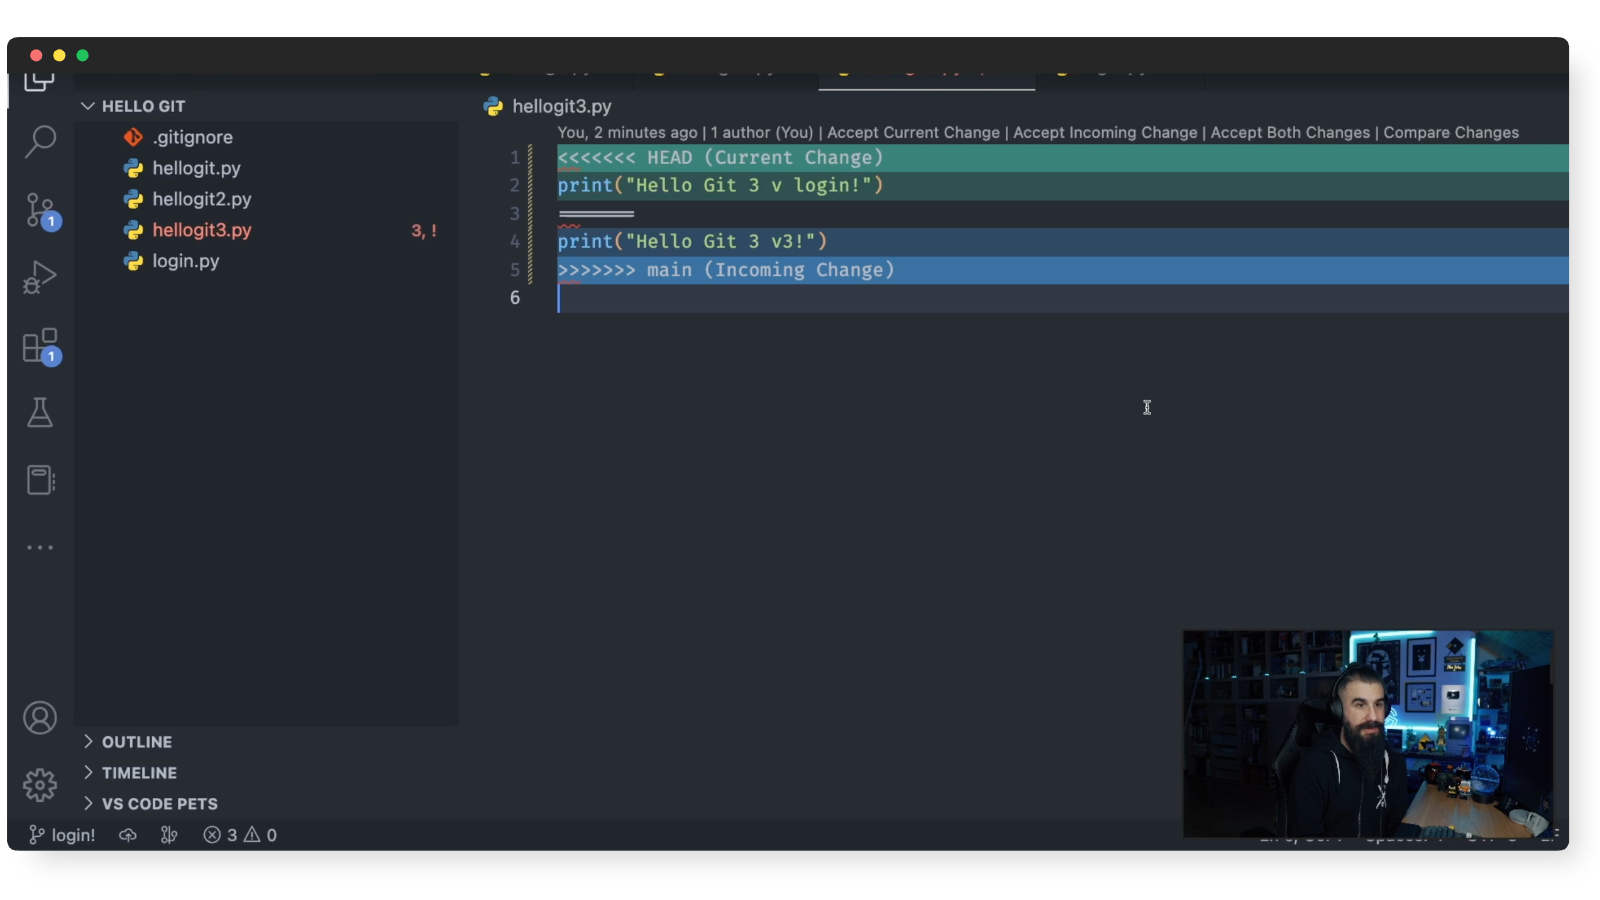 HELLO GIT
.gitignore
hellogit.py
hellogit2.py
hellogit3.py 3, !
login.py
OUTLINE
TIMELINE
VS CODE PETS
hellogit3.py
You, 2 minutes ago | 1 author (You) | Accept Current Change | Accept Incoming Change | Accept Both Changes | Compare Changes
1 <<<<<<< HEAD (Current Change)
2 print("Hello Git 3 v login!")
3 =======
4 print("Hello Git 3 v3!")
5 >>>>>>> main (Incoming Change)
6
1
1
login! 3 0